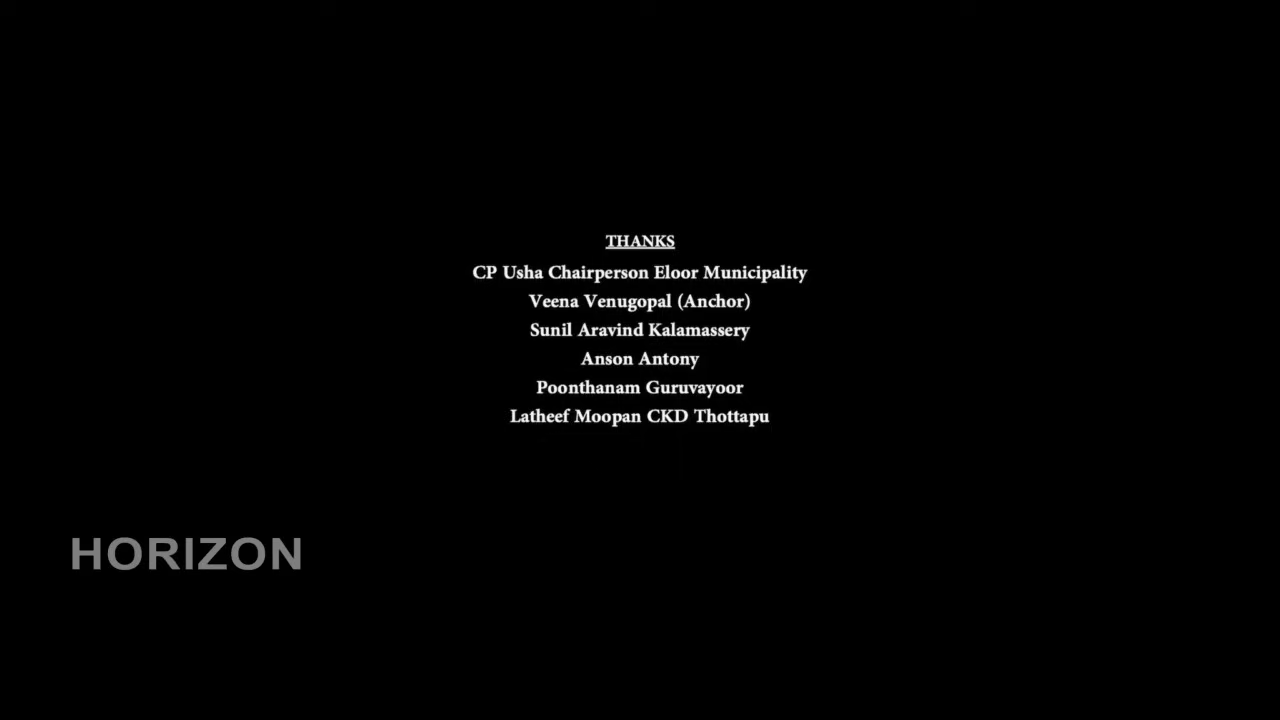 THANKS
CP Usha Chairperson Eloor Municipality
Veena Venugopal (Anchor)
Sunil Aravind Kalamassery
Anson Antony
Poonthanam Guruvayoor
Latheef Moopan CKD Thottapu
HORIZON